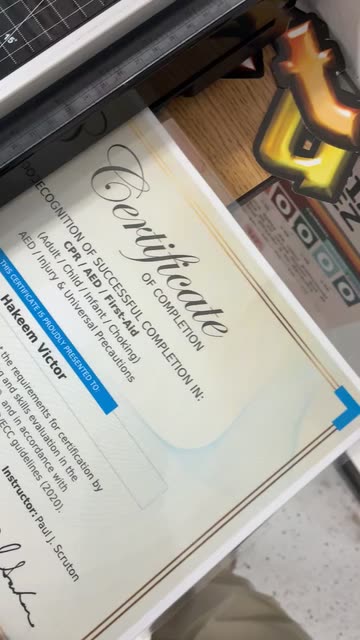 Certificate
OF COMPLETION
RECOGNITION OF SUCCESSFUL COMPLETION IN:
CPR / AED / First-Aid
(Adult / Child / Infant / Choking)
AED / Injury & Universal Precautions
THIS CERTIFICATE IS PROUDLY PRESENTED TO
Hakeem Victor
the requirements for certification by
and skills evaluation in the
and in accordance with
/ECC guidelines (2020).
Instructor: Paul J. Scruton
15°